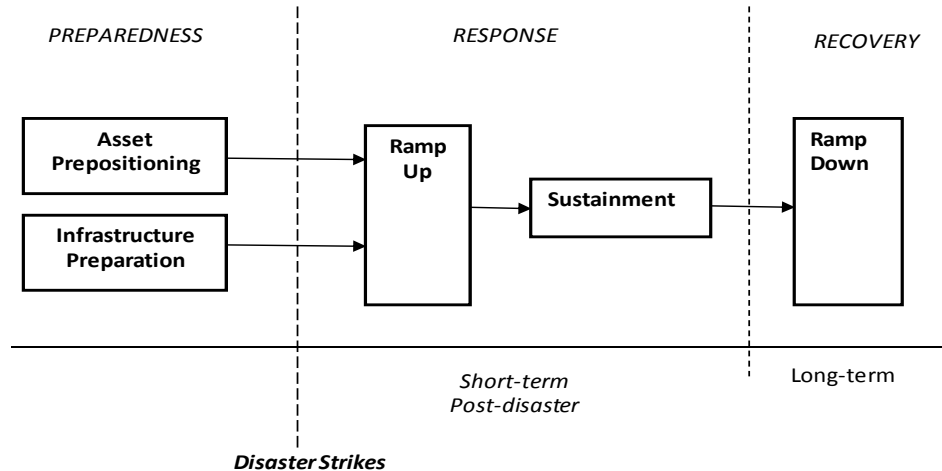 PREPAREDNESS
RESPONSE
RECOVERY
Asset
Prepositioning
Infrastructure
Preparation
Ramp
Up
Sustainment
Ramp
Down
Short-term
Post-disaster
Long-term
Disaster Strikes